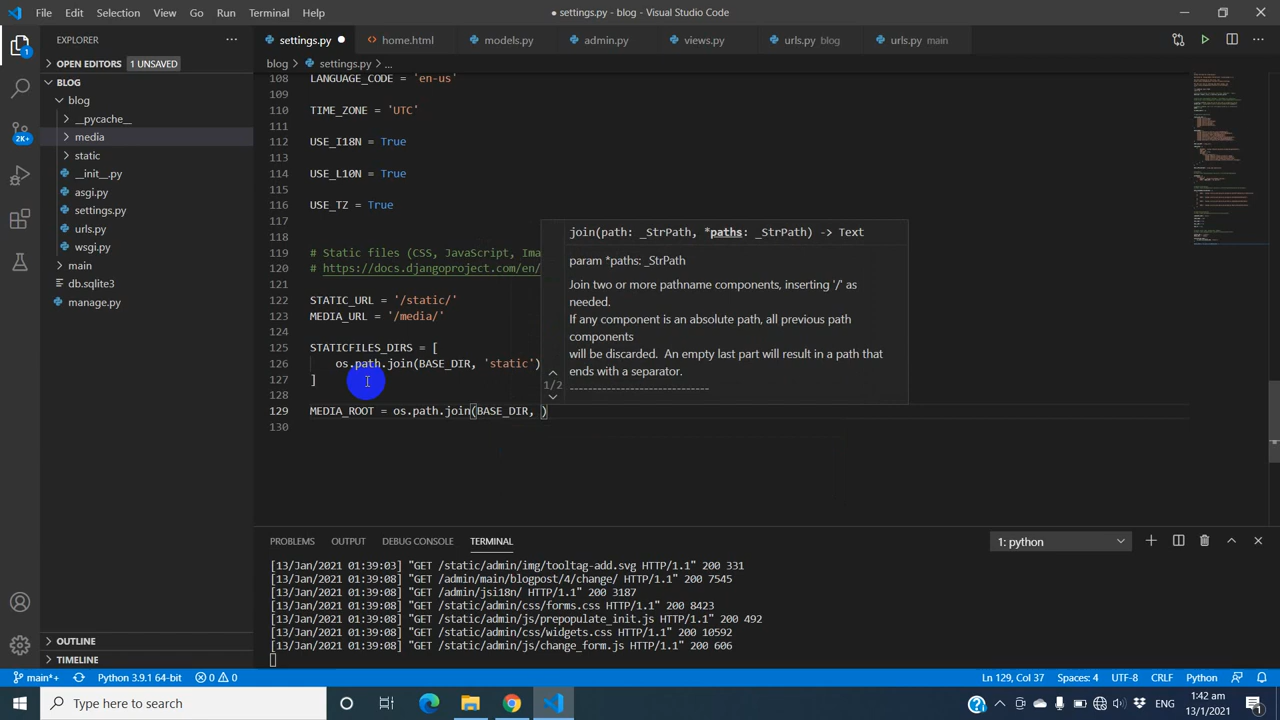 File Edit Selection View Go Run Terminal Help
● settings.py - blog - Visual Studio Code
EXPLORER
OPEN EDITORS 1 UNSAVED
BLOG
blog
__pycache__
media
static
__init__.py
asgi.py
settings.py
urls.py
wsgi.py
main
db.sqlite3
manage.py
OUTLINE
TIMELINE
1
2K+
settings.py ● home.html models.py admin.py views.py urls.py blog urls.py main
blog > settings.py > ...
108 LANGUAGE_CODE = 'en-us'
109
110 TIME_ZONE = 'UTC'
111
112 USE_I18N = True
113
114 USE_L10N = True
115
116 USE_TZ = True
117
118
119 # Static files (CSS, JavaScript, Ima
120 # https://docs.djangoproject.com/en/
121
122 STATIC_URL = '/static/'
123 MEDIA_URL = '/media/'
124
125 STATICFILES_DIRS = [
126 os.path.join(BASE_DIR, 'static')
127 ]
128
129 MEDIA_ROOT = os.path.join(BASE_DIR, )
130
join(path: _StrPath, *paths: _StrPath) -> Text
param *paths: _StrPath
Join two or more pathname components, inserting '/' as
needed.
If any component is an absolute path, all previous path
components
will be discarded. An empty last part will result in a path that
ends with a separator.
------------------------------
1/2
PROBLEMS OUTPUT DEBUG CONSOLE TERMINAL
1: python
[13/Jan/2021 01:39:03] "GET /static/admin/img/tooltag-add.svg HTTP/1.1" 200 331
[13/Jan/2021 01:39:08] "GET /admin/main/blogpost/4/change/ HTTP/1.1" 200 7545
[13/Jan/2021 01:39:08] "GET /admin/jsi18n/ HTTP/1.1" 200 3187
[13/Jan/2021 01:39:08] "GET /static/admin/css/forms.css HTTP/1.1" 200 8423
[13/Jan/2021 01:39:08] "GET /static/admin/js/prepopulate_init.js HTTP/1.1" 200 492
[13/Jan/2021 01:39:08] "GET /static/admin/css/widgets.css HTTP/1.1" 200 10592
[13/Jan/2021 01:39:08] "GET /static/admin/js/change_form.js HTTP/1.1" 200 606
main*+ Python 3.9.1 64-bit 0 0 Ln 129, Col 37 Spaces: 4 UTF-8 CRLF Python
Type here to search
1:42 am
13/1/2021
1